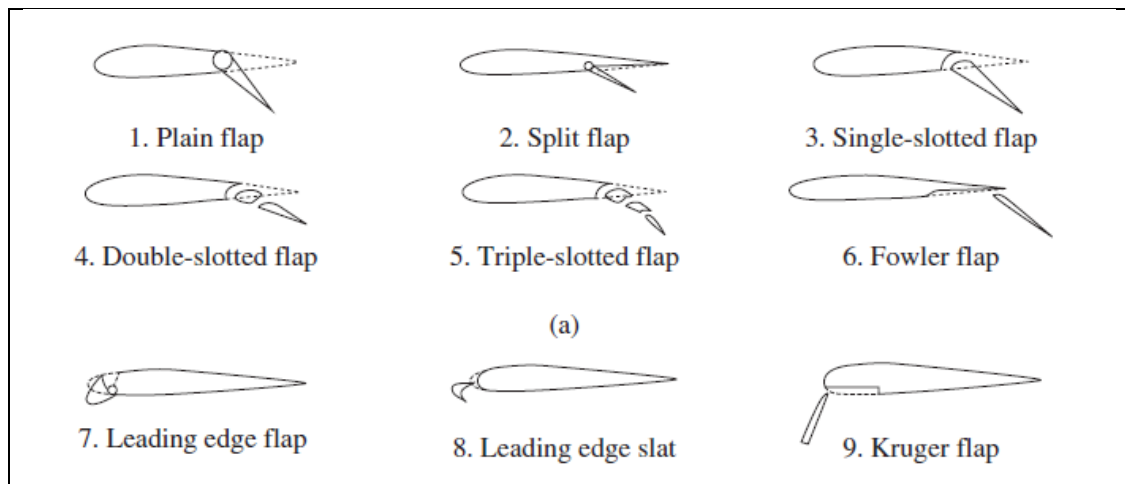 1. Plain flap
2. Split flap
3. Single-slotted flap
4. Double-slotted flap
5. Triple-slotted flap
6. Fowler flap
(a)
7. Leading edge flap
8. Leading edge slat
9. Kruger flap